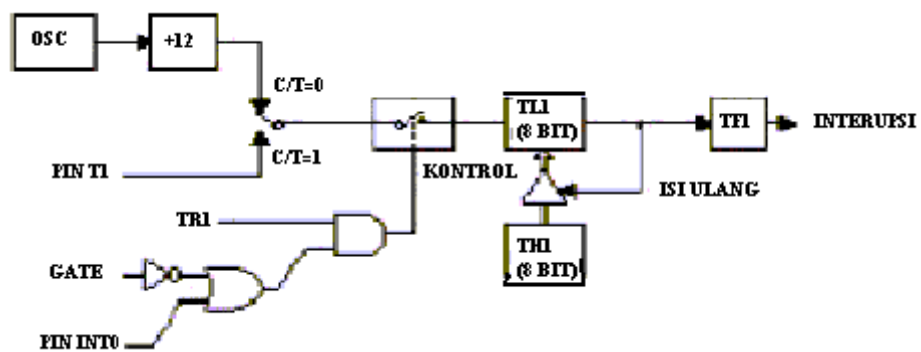 OSC
+12
C/T=0
C/T=1
PIN T1
KONTROL
TL1
(8 BIT)
TF1
INTERUPSI
ISI ULANG
TR1
TH1
(8 BIT)
GATE
PIN INT0